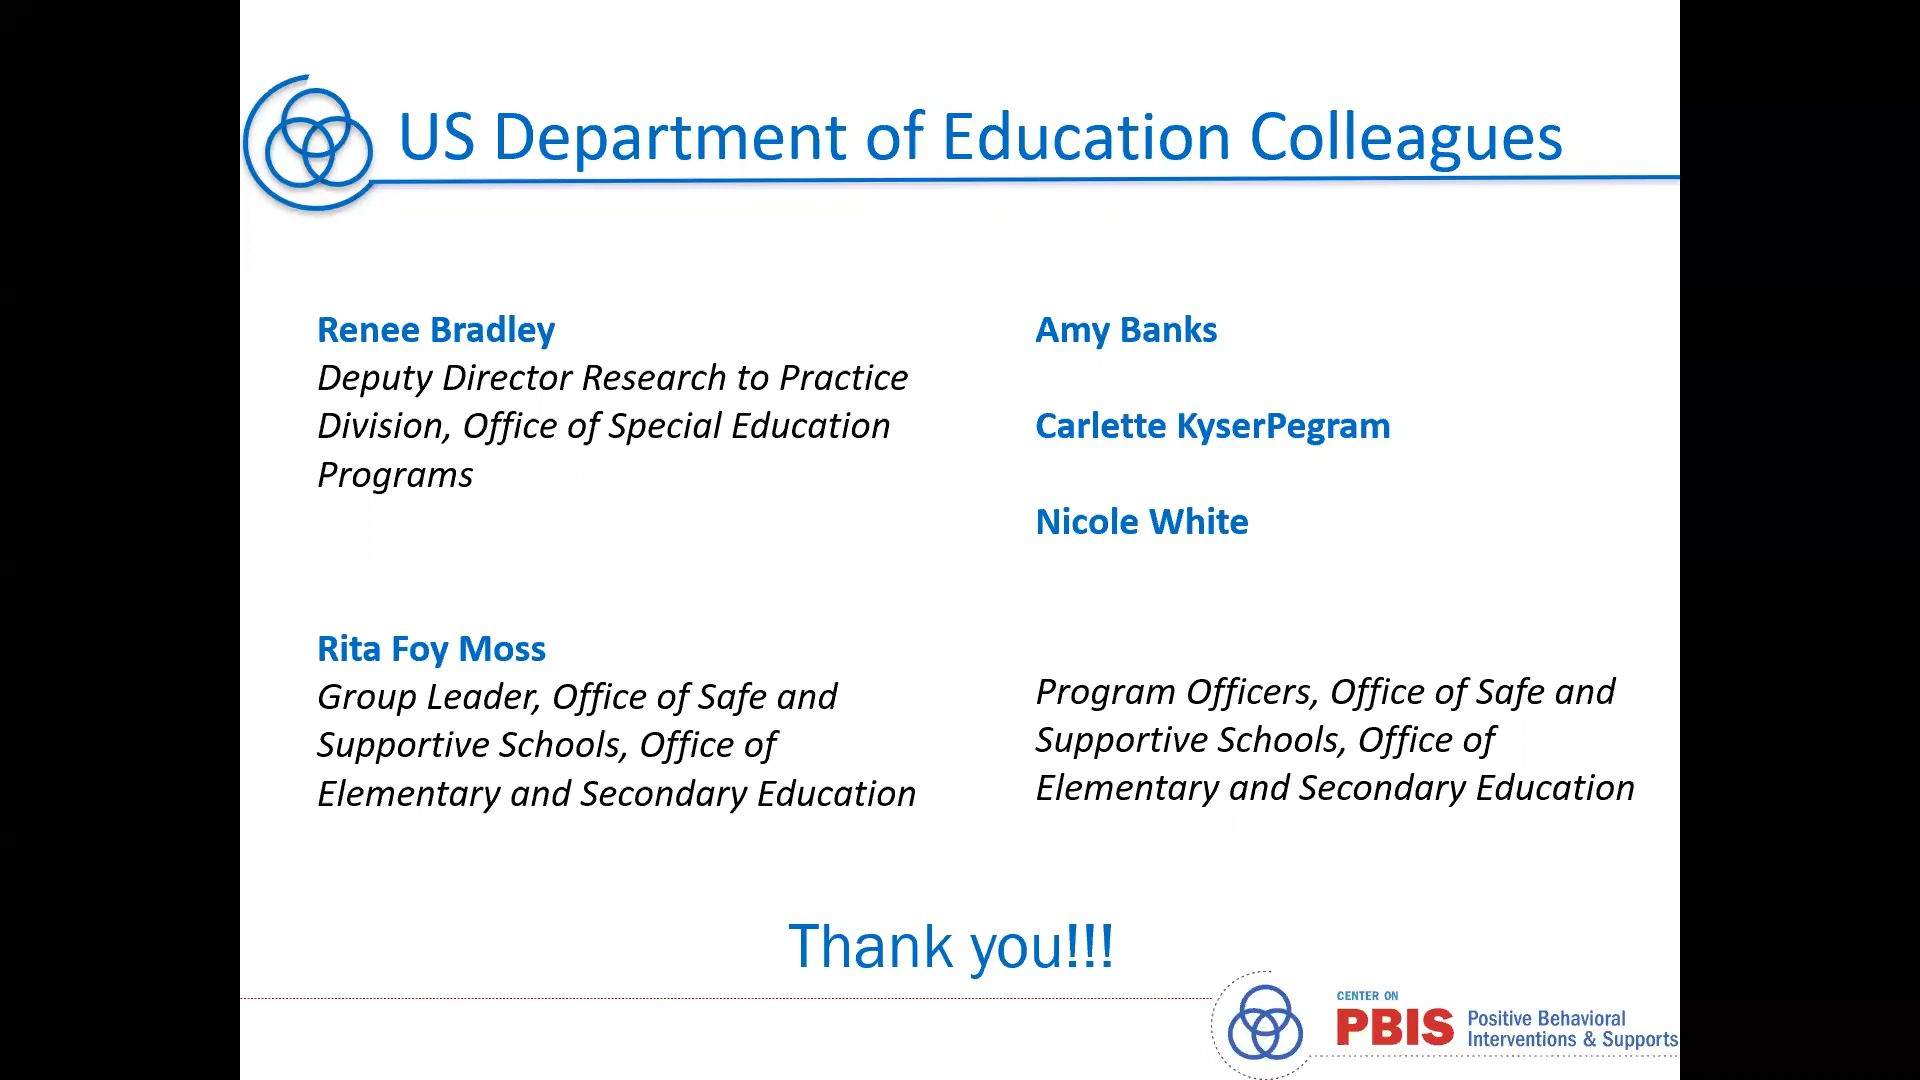 US Department of Education Colleagues
Renee Bradley
Deputy Director Research to Practice
Division, Office of Special Education
Programs
Rita Foy Moss
Group Leader, Office of Safe and
Supportive Schools, Office of
Elementary and Secondary Education
Amy Banks
Carlette KyserPegram
Nicole White
Program Officers, Office of Safe and
Supportive Schools, Office of
Elementary and Secondary Education
Thank you!!!
CENTER ON
PBIS
Positive Behavioral
Interventions & Supports